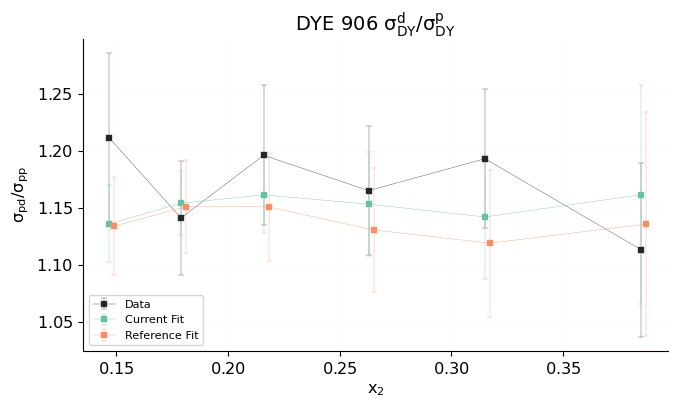 DYE 906 σ^d_DY/σ^p_DY
σ_pd/σ_pp
1.25
1.20
1.15
1.10
1.05
Data
Current Fit
Reference Fit
0.15 0.20 0.25 0.30 0.35
x_2